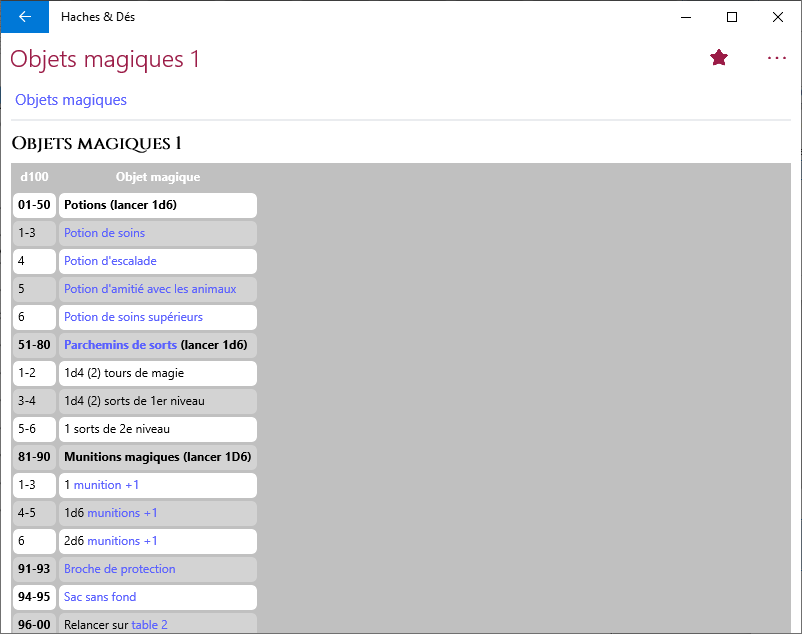 Haches & Dés
Objets magiques 1
Objets magiques
Objets magiques 1
d100 Objet magique
01-50 Potions (lancer 1d6)
1-3 Potion de soins
4 Potion d'escalade
5 Potion d'amitié avec les animaux
6 Potion de soins supérieurs
51-80 Parchemins de sorts (lancer 1d6)
1-2 1d4 (2) tours de magie
3-4 1d4 (2) sorts de 1er niveau
5-6 1 sorts de 2e niveau
81-90 Munitions magiques (lancer 1D6)
1-3 1 munition +1
4-5 1d6 munitions +1
6 2d6 munitions +1
91-93 Broche de protection
94-95 Sac sans fond
96-00 Relancer sur table 2